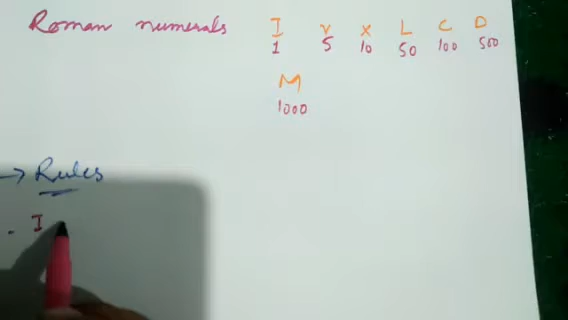 Roman numerals I V X L C D
1 5 10 50 100 500
M
1000
→ Rules
. I